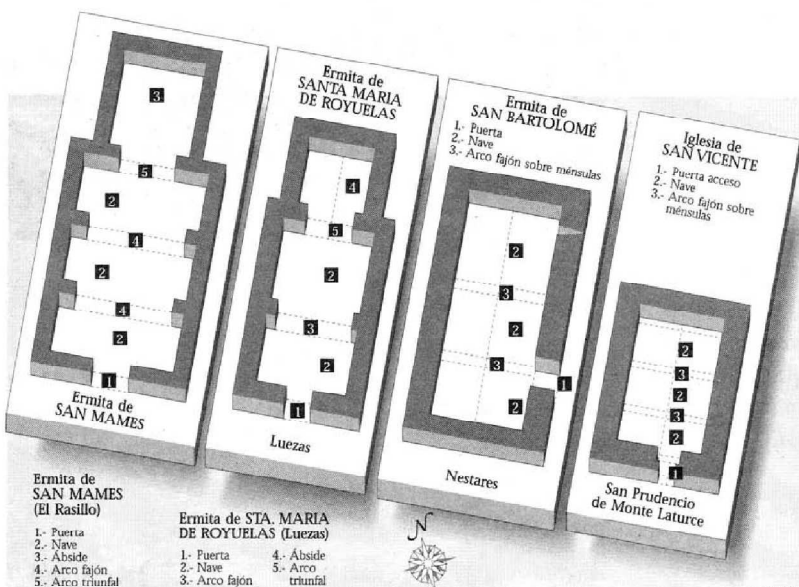 Ermita de
SANTA MARIA
DE ROYUELAS
Ermita de
SAN BARTOLOMÉ
1.- Puerta
2.- Nave
3.- Arco fajón sobre ménsulas
Iglesia de
SAN VICENTE
1.- Puerta acceso
2.- Nave
3.- Arco fajón sobre
ménsulas
3
5
2
4
2
4
2
1
4
5
2
3
2
1
2
3
2
3
1
2
2
3
2
3
2
1
Ermita de
SAN MAMES
Luezas
Nestares
San Prudencio
de Monte Laturce
Ermita de
SAN MAMES
(El Rasillo)
1.- Puerta
2.- Nave
3.- Ábside
4.- Arco fajón
5.- Arco triunfal
Ermita de STA. MARIA
DE ROYUELAS (Luezas)
1.- Puerta
2.- Nave
3.- Arco fajón
4.- Ábside
5.- Arco
triunfal
N